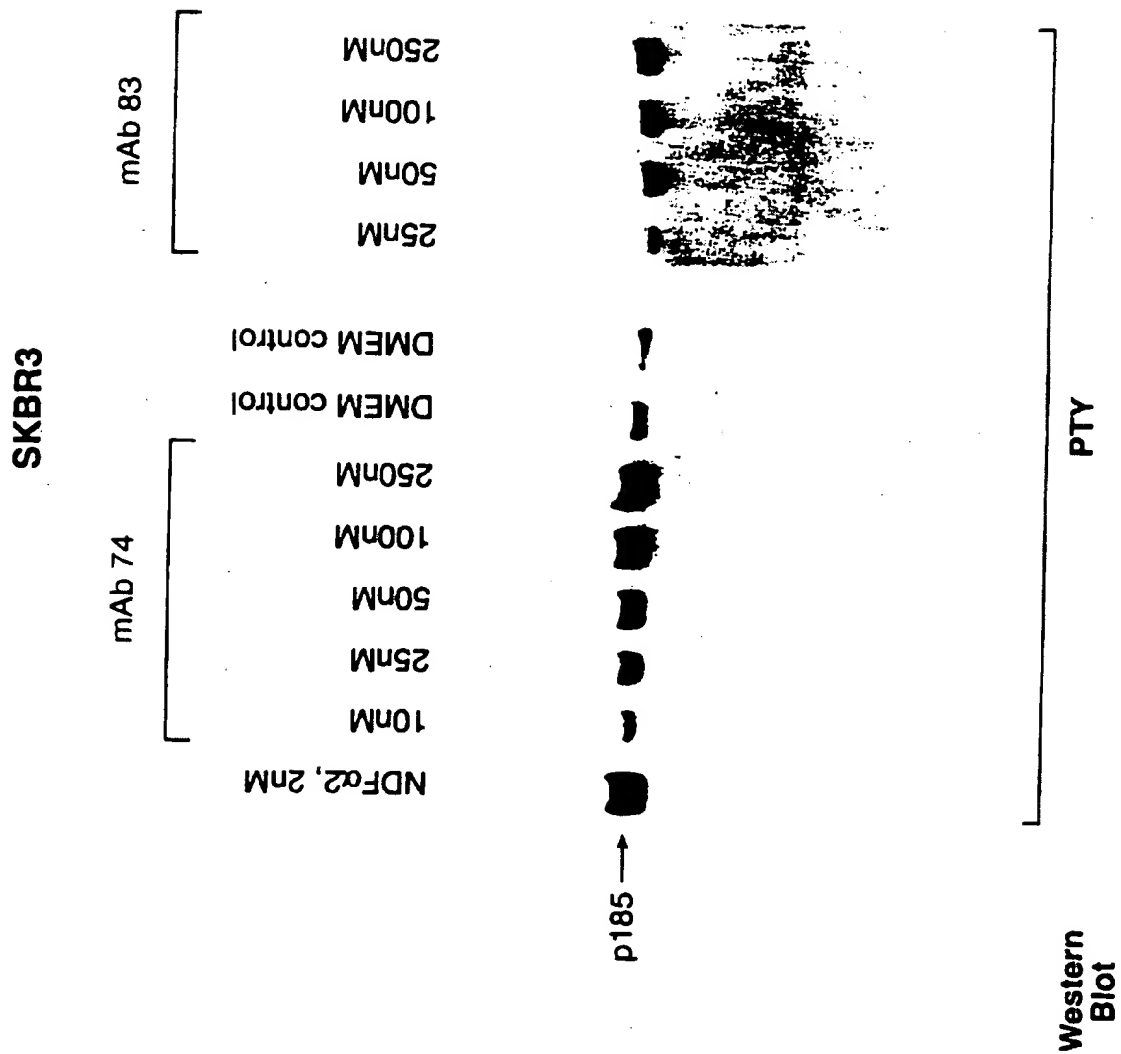 SKBR3
mAb 74
mAb 83
NDFα2, 2nM
10nM
25nM
50nM
100nM
250nM
DMEM control
DMEM control
25nM
50nM
100nM
250nM
p185
Western
Blot
PTY